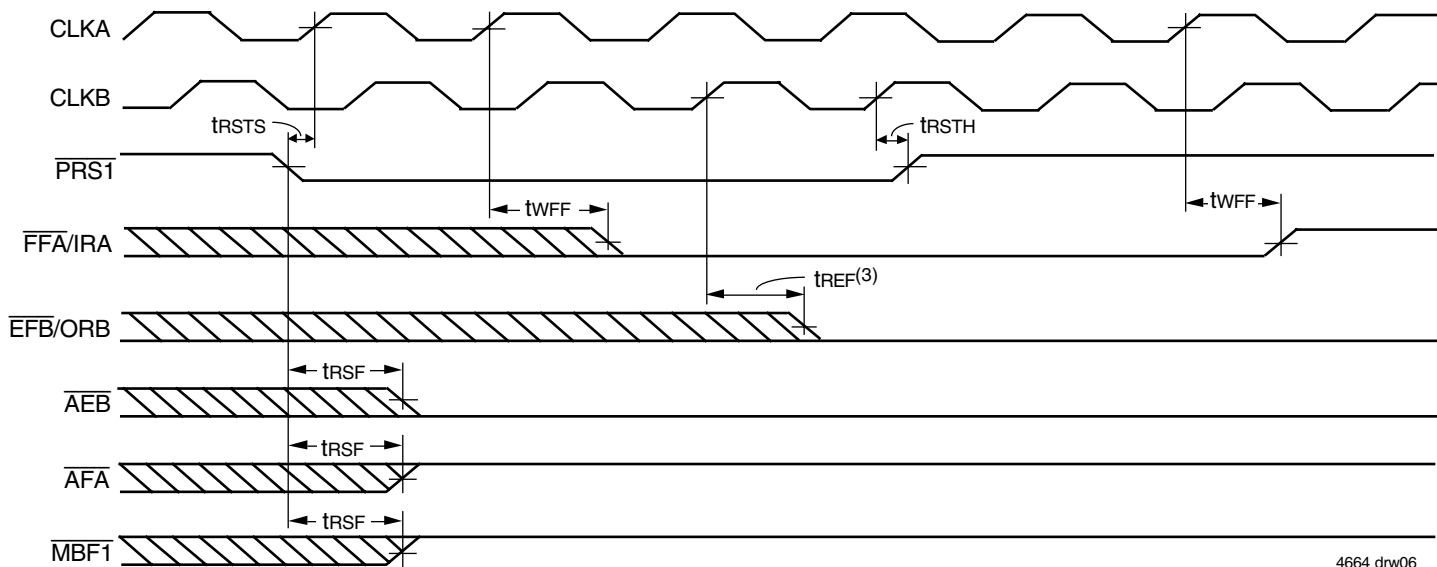 CLKA
CLKB
tRSTS
tRSTH
PRS1
tWFF
tWFF
FFA/IRA
tREF(3)
EFB/ORB
tRSF
AEB
tRSF
AFA
tRSF
MBF1
4664 drw06